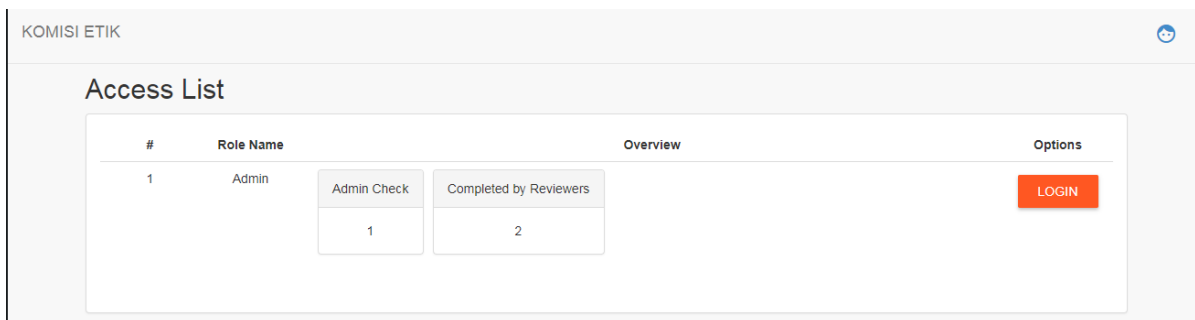 KOMISI ETIK
Access List
# Role Name Overview Options
1 Admin Admin Check Completed by Reviewers LOGIN
1 2